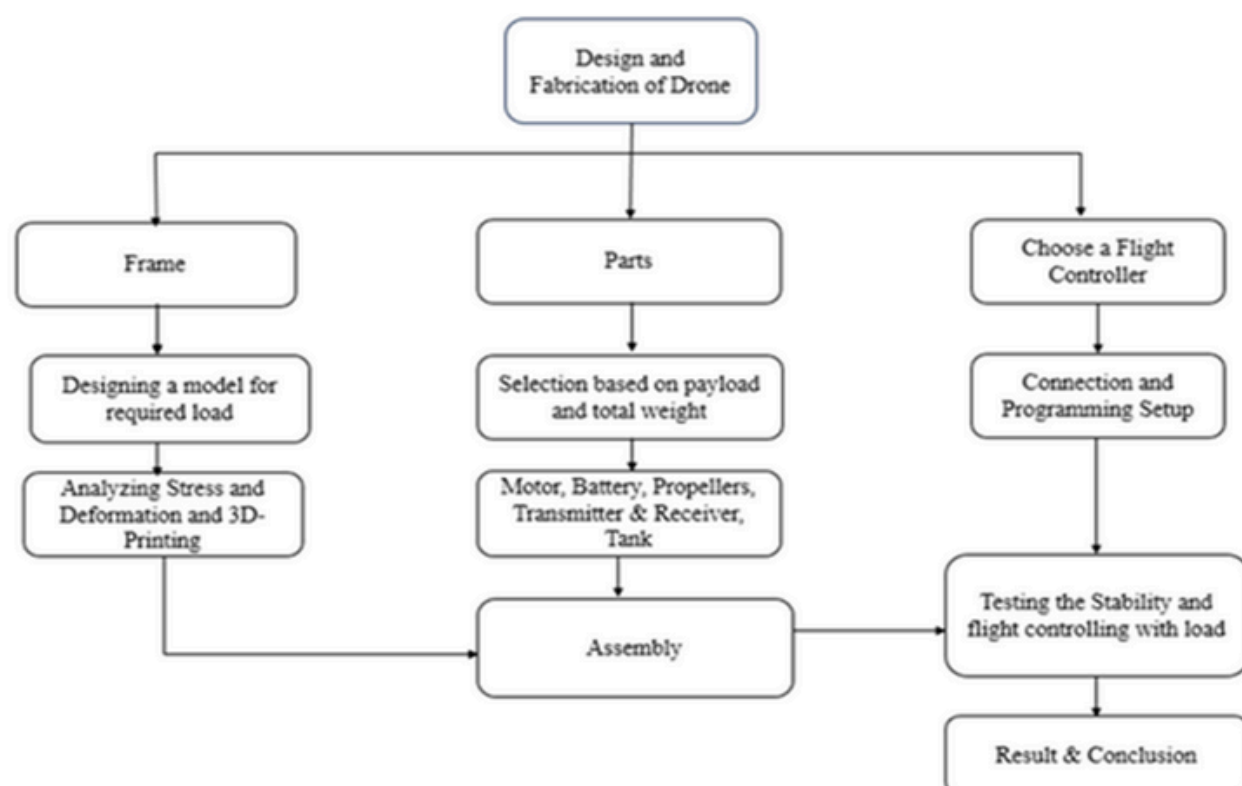 Design and
Fabrication of Drone
Frame
Parts
Choose a Flight
Controller
Designing a model for
required load
Selection based on payload
and total weight
Connection and
Programming Setup
Analyzing Stress and
Deformation and 3D-
Printing
Motor, Battery, Propellers,
Transmitter & Receiver,
Tank
Assembly
Testing the Stability and
flight controlling with load
Result & Conclusion